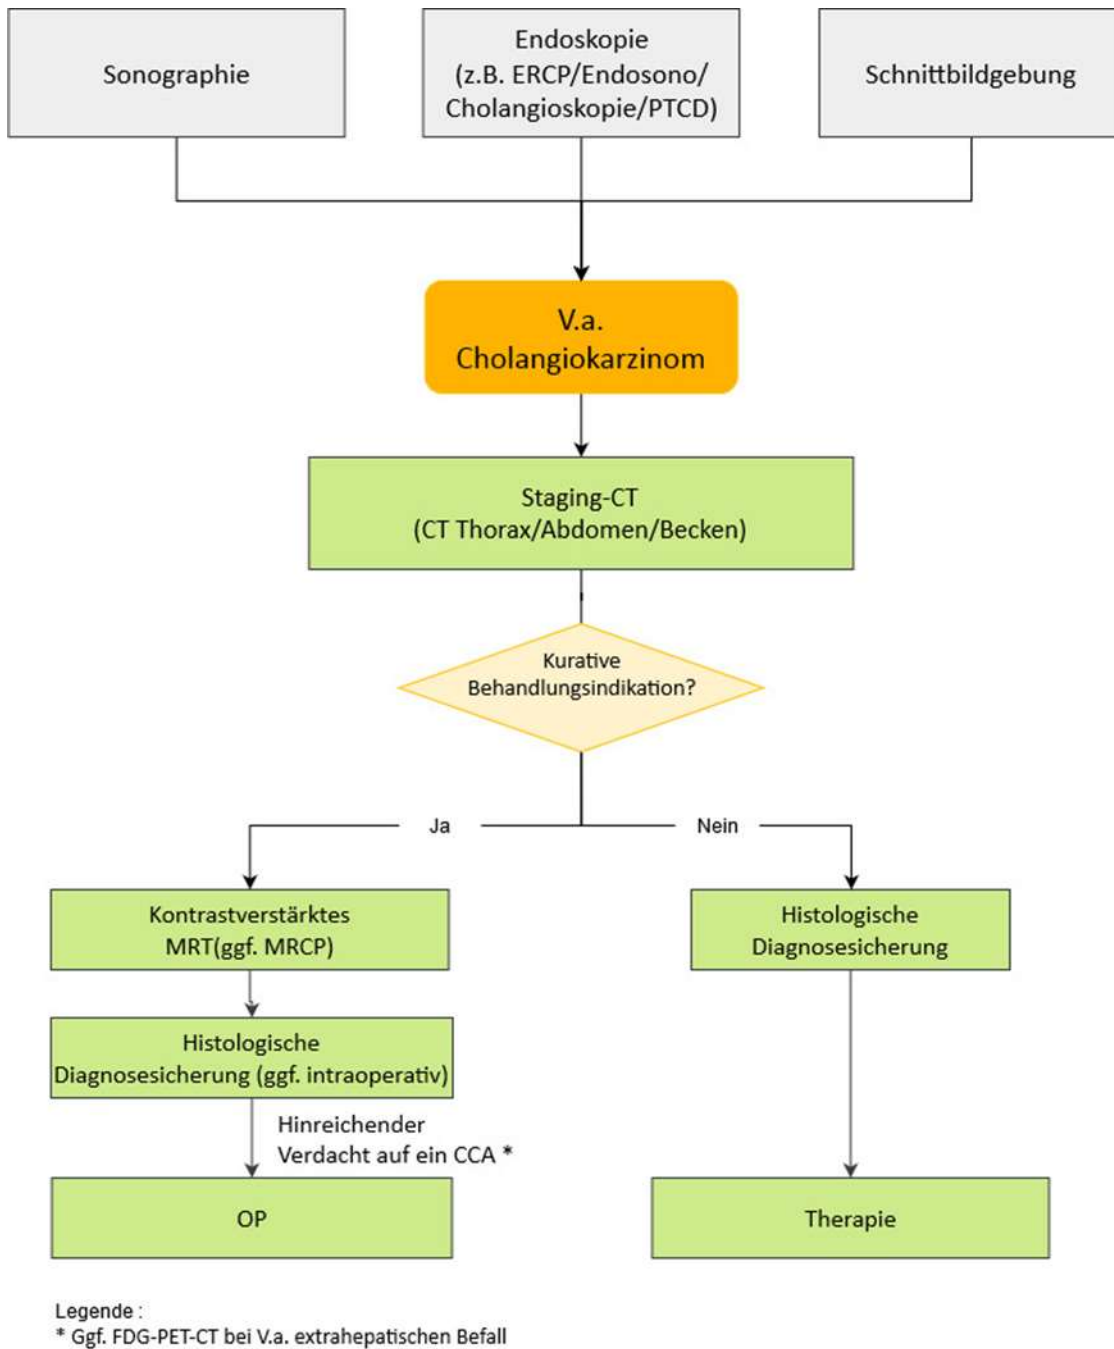 Sonographie
Endoskopie
(z.B. ERCP/Endosono/
Cholangioskopie/PTCD)
Schnittbildgebung
V.a.
Cholangiokarzinom
Staging-CT
(CT Thorax/Abdomen/Becken)
Kurative
Behandlungsindikation?
Ja
Nein
Kontrastverstärktes
MRT(ggf. MRCP)
Histologische
Diagnosesicherung
Histologische
Diagnosesicherung (ggf. intraoperativ)
Hinreichender
Verdacht auf ein CCA *
OP
Therapie
Legende :
* Ggf. FDG-PET-CT bei V.a. extrahepatischen Befall